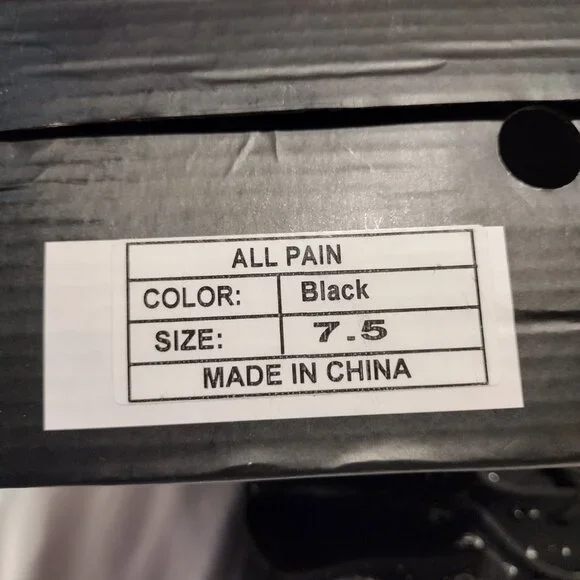 ALL PAIN
COLOR: Black
SIZE: 7.5
MADE IN CHINA